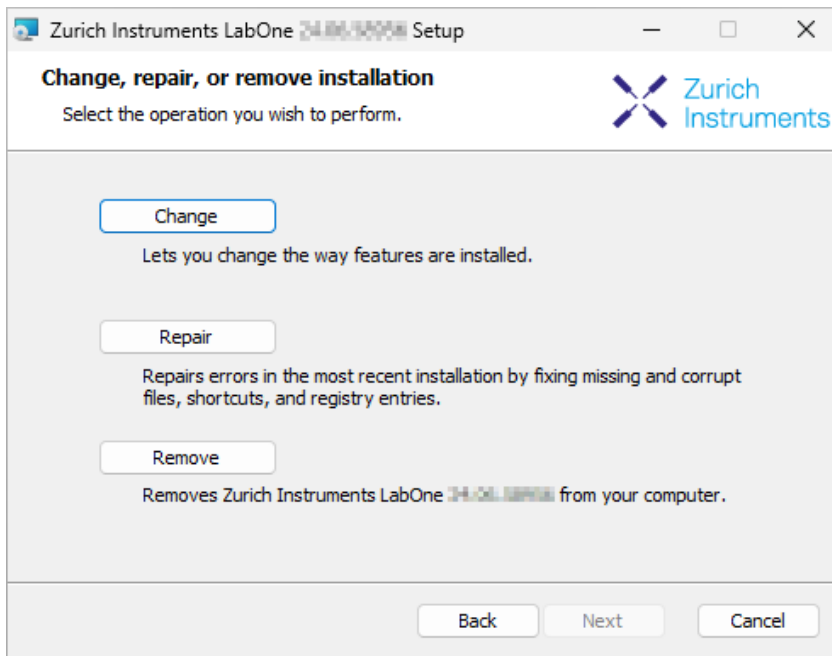 Zurich Instruments LabOne Setup
Change, repair, or remove installation
Select the operation you wish to perform.
Zurich
Instruments
Change
Lets you change the way features are installed.
Repair
Repairs errors in the most recent installation by fixing missing and corrupt
files, shortcuts, and registry entries.
Remove
Removes Zurich Instruments LabOne from your computer.
Back
Next
Cancel